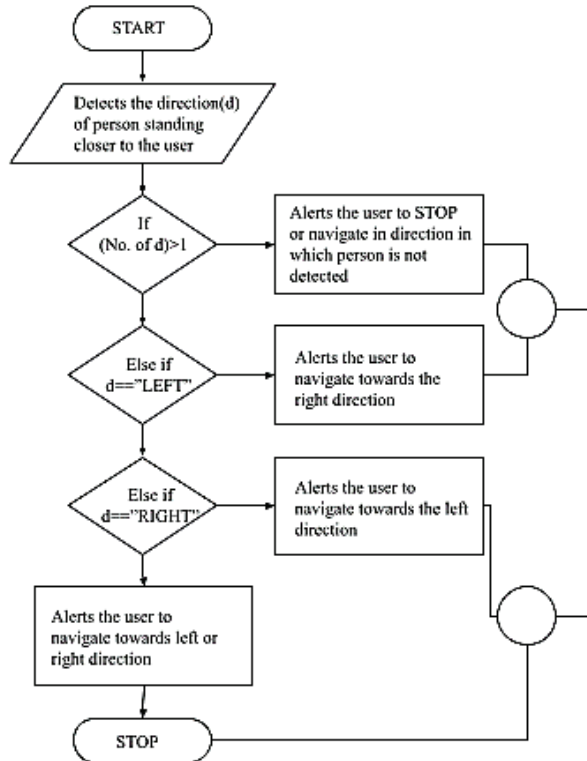 START
Detects the direction(d)
of person standing
closer to the user
If
(No. of d)>1
Alerts the user to STOP
or navigate in direction in
which person is not
detected
Else if
d=="LEFT"
Alerts the user to
navigate towards the
right direction
Else if
d=="RIGHT"
Alerts the user to
navigate towards the left
direction
Alerts the user to
navigate towards left or
right direction
STOP